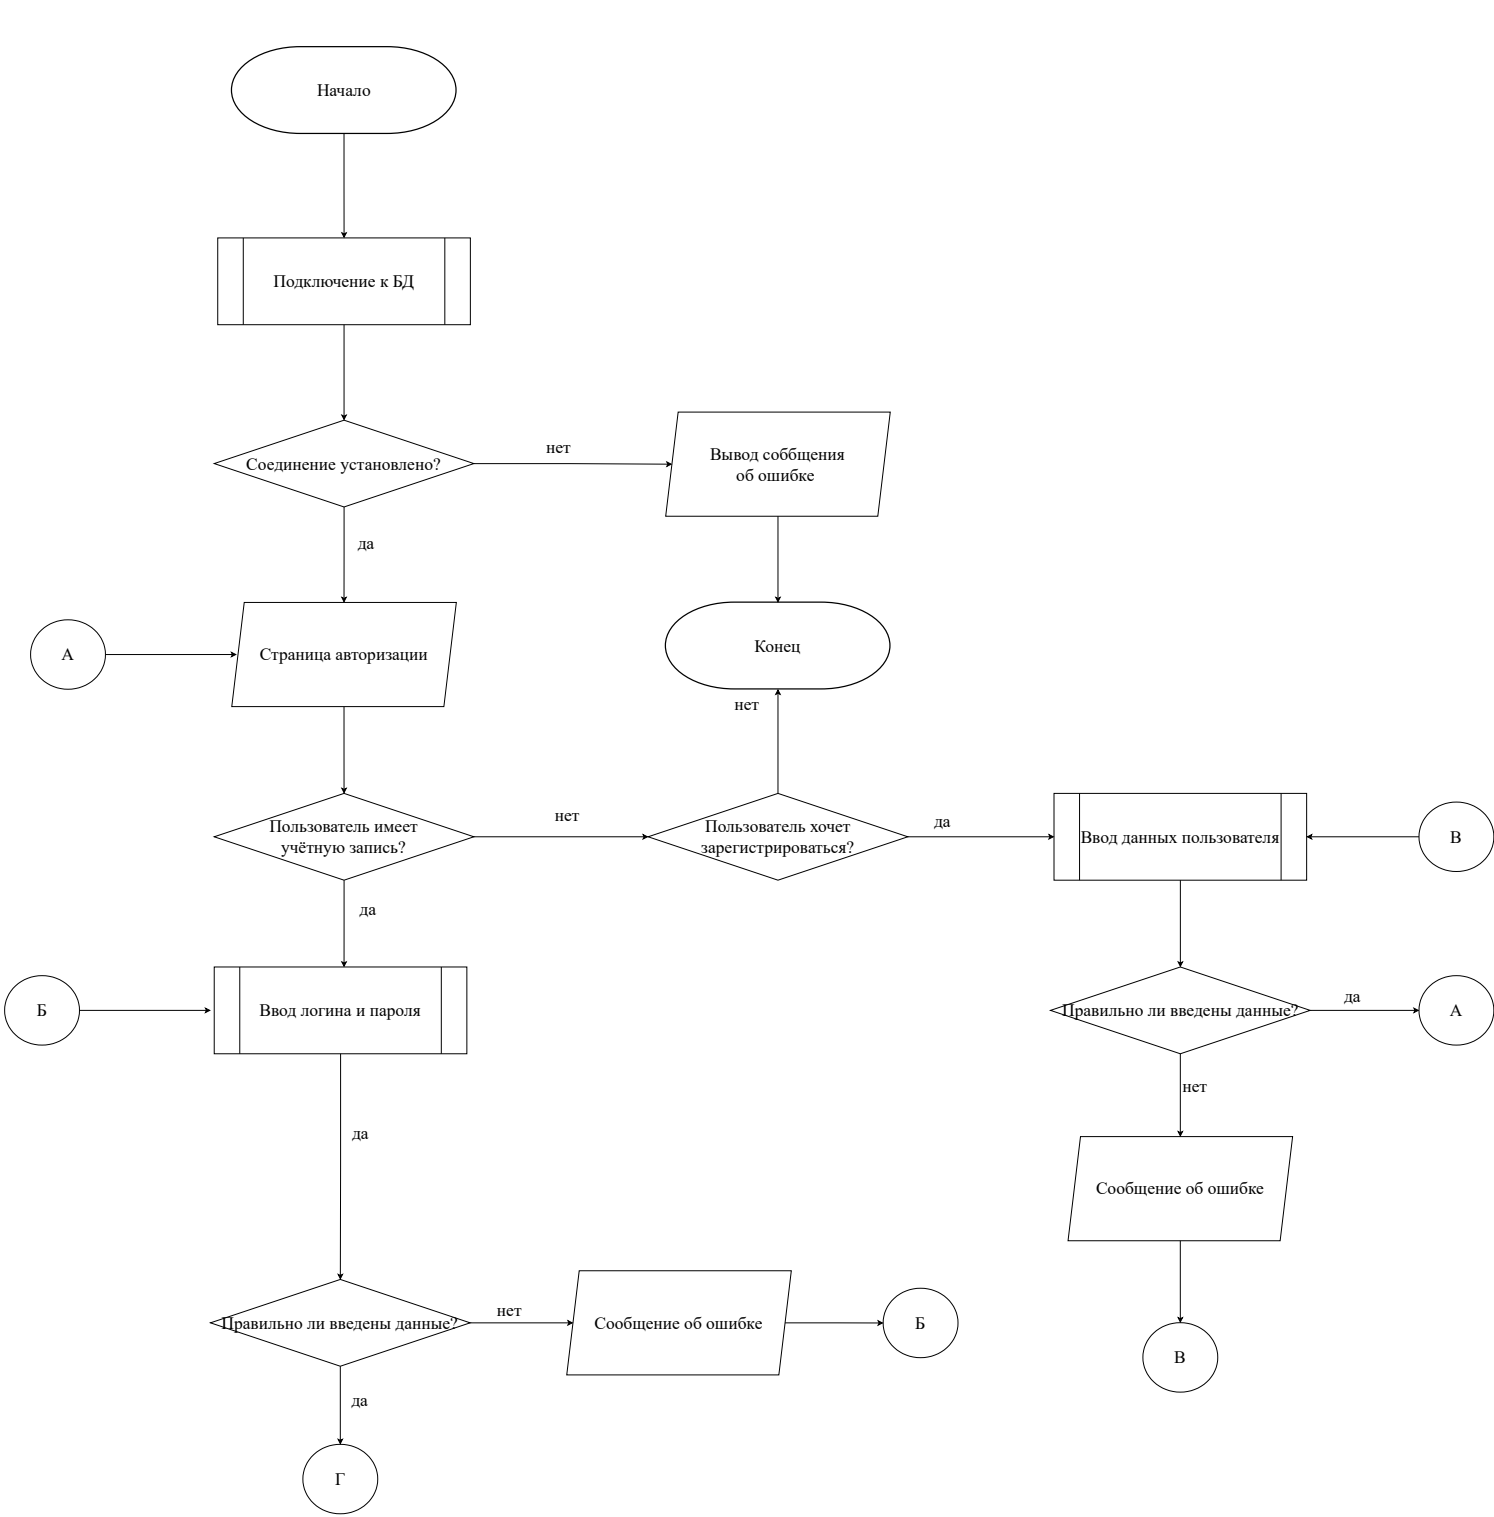 Начало
Подключение к БД
Соединение установлено?
нет
Вывод соббщения
об ошибке
да
А
Страница авторизации
Конец
нет
Пользователь имеет
учётную запись?
нет
Пользователь хочет
зарегистрироваться?
да
Ввод данных пользователя
В
да
Б
Ввод логина и пароля
Правильно ли введены данные?
да
А
нет
да
Сообщение об ошибке
Правильно ли введены данные?
нет
Сообщение об ошибке
Б
В
да
Г